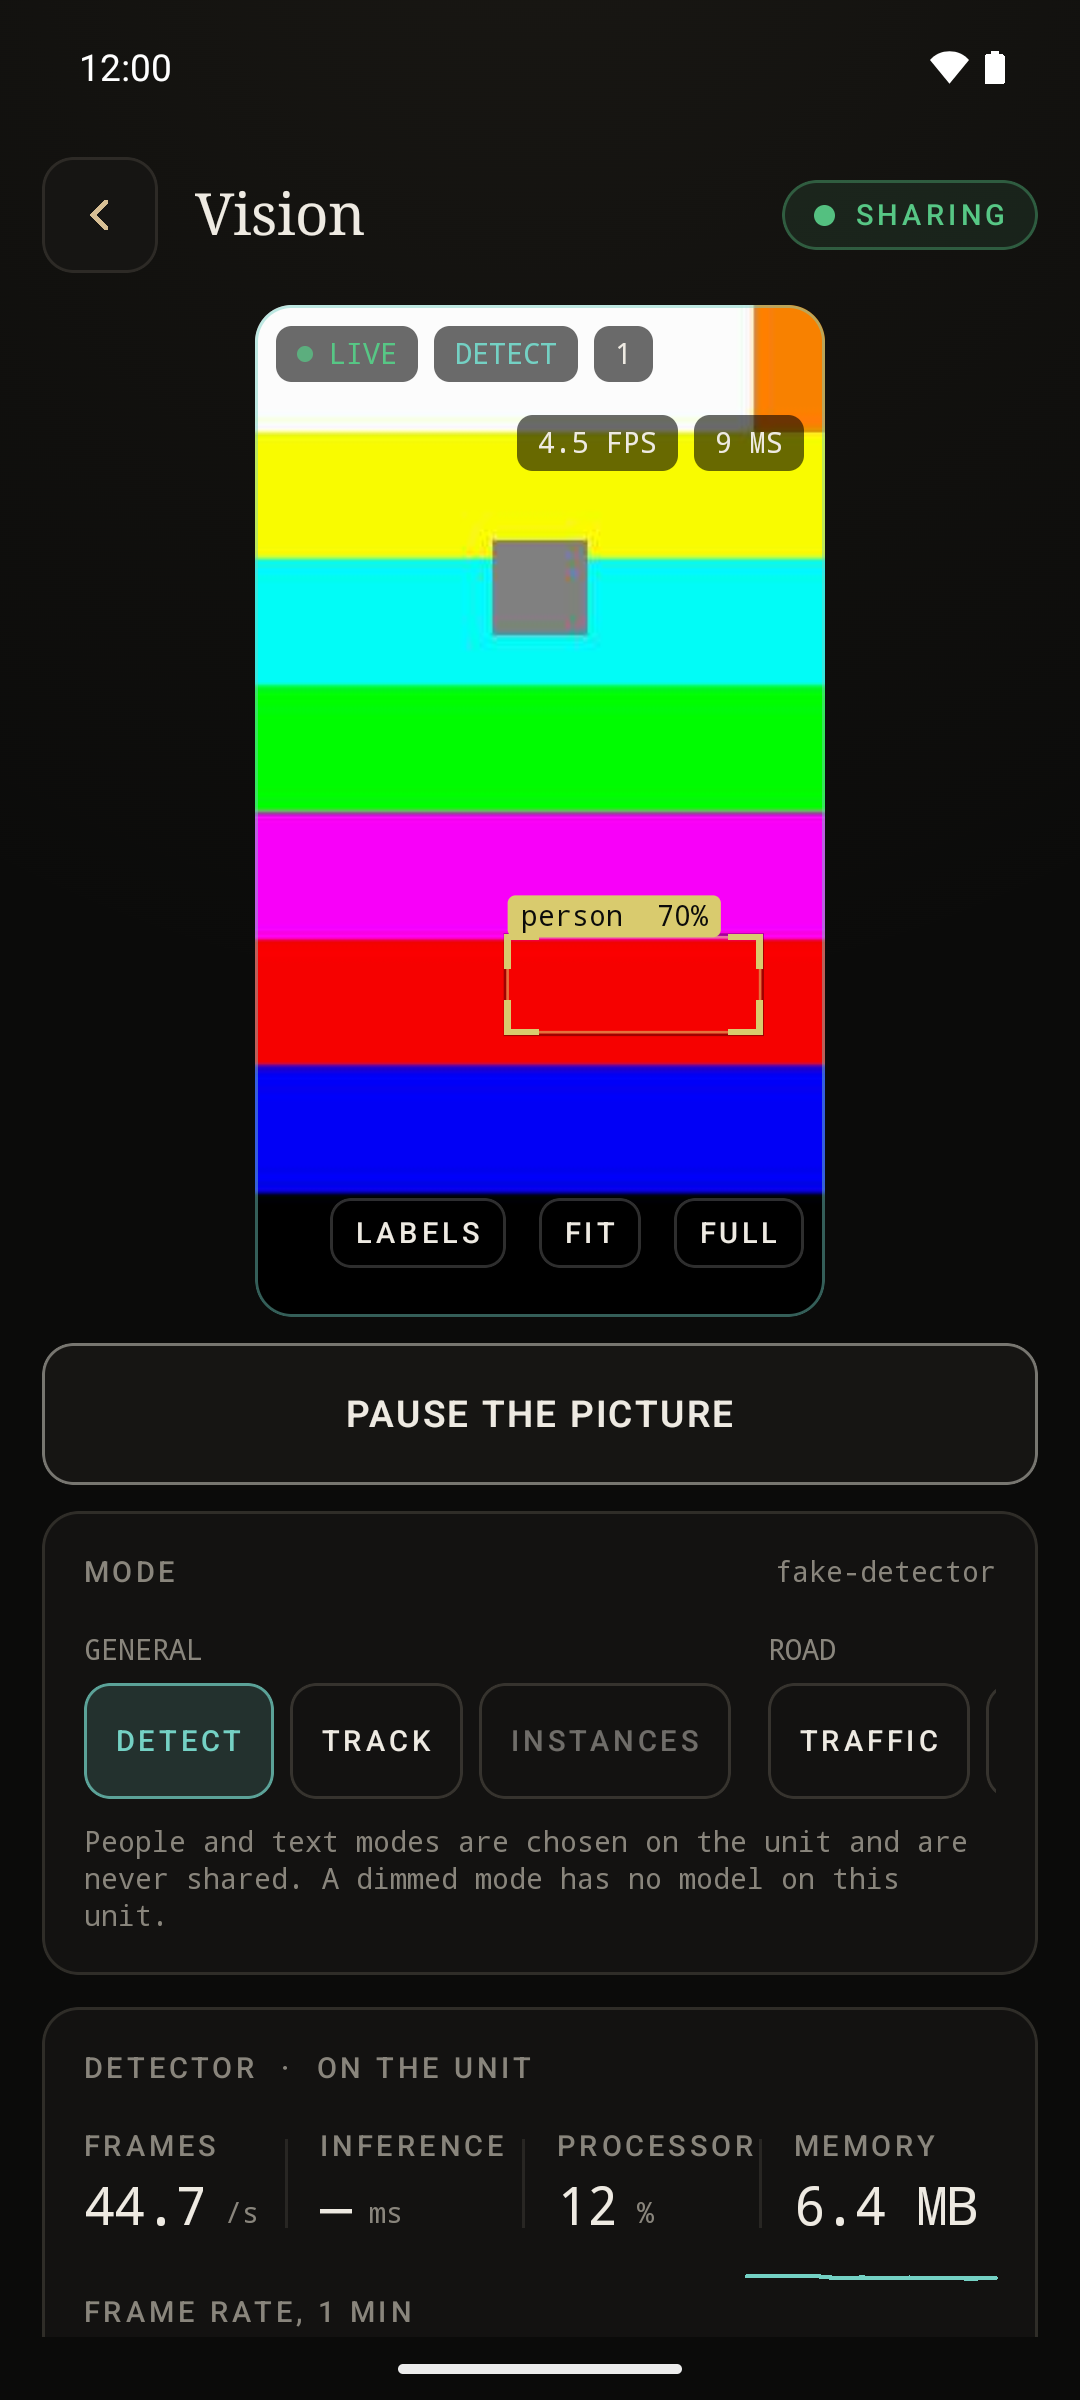 12:00
Vision
SHARING
LIVE
DETECT
1
4.5 FPS
9 MS
person 70%
LABELS
FIT
FULL
PAUSE THE PICTURE
MODE
fake-detector
GENERAL
ROAD
DETECT
TRACK
INSTANCES
TRAFFIC
People and text modes are chosen on the unit and are
never shared. A dimmed mode has no model on this
unit.
DETECTOR · ON THE UNIT
FRAMES
INFERENCE
PROCESSOR
MEMORY
44.7 /s
— ms
12 %
6.4 MB
FRAME RATE, 1 MIN